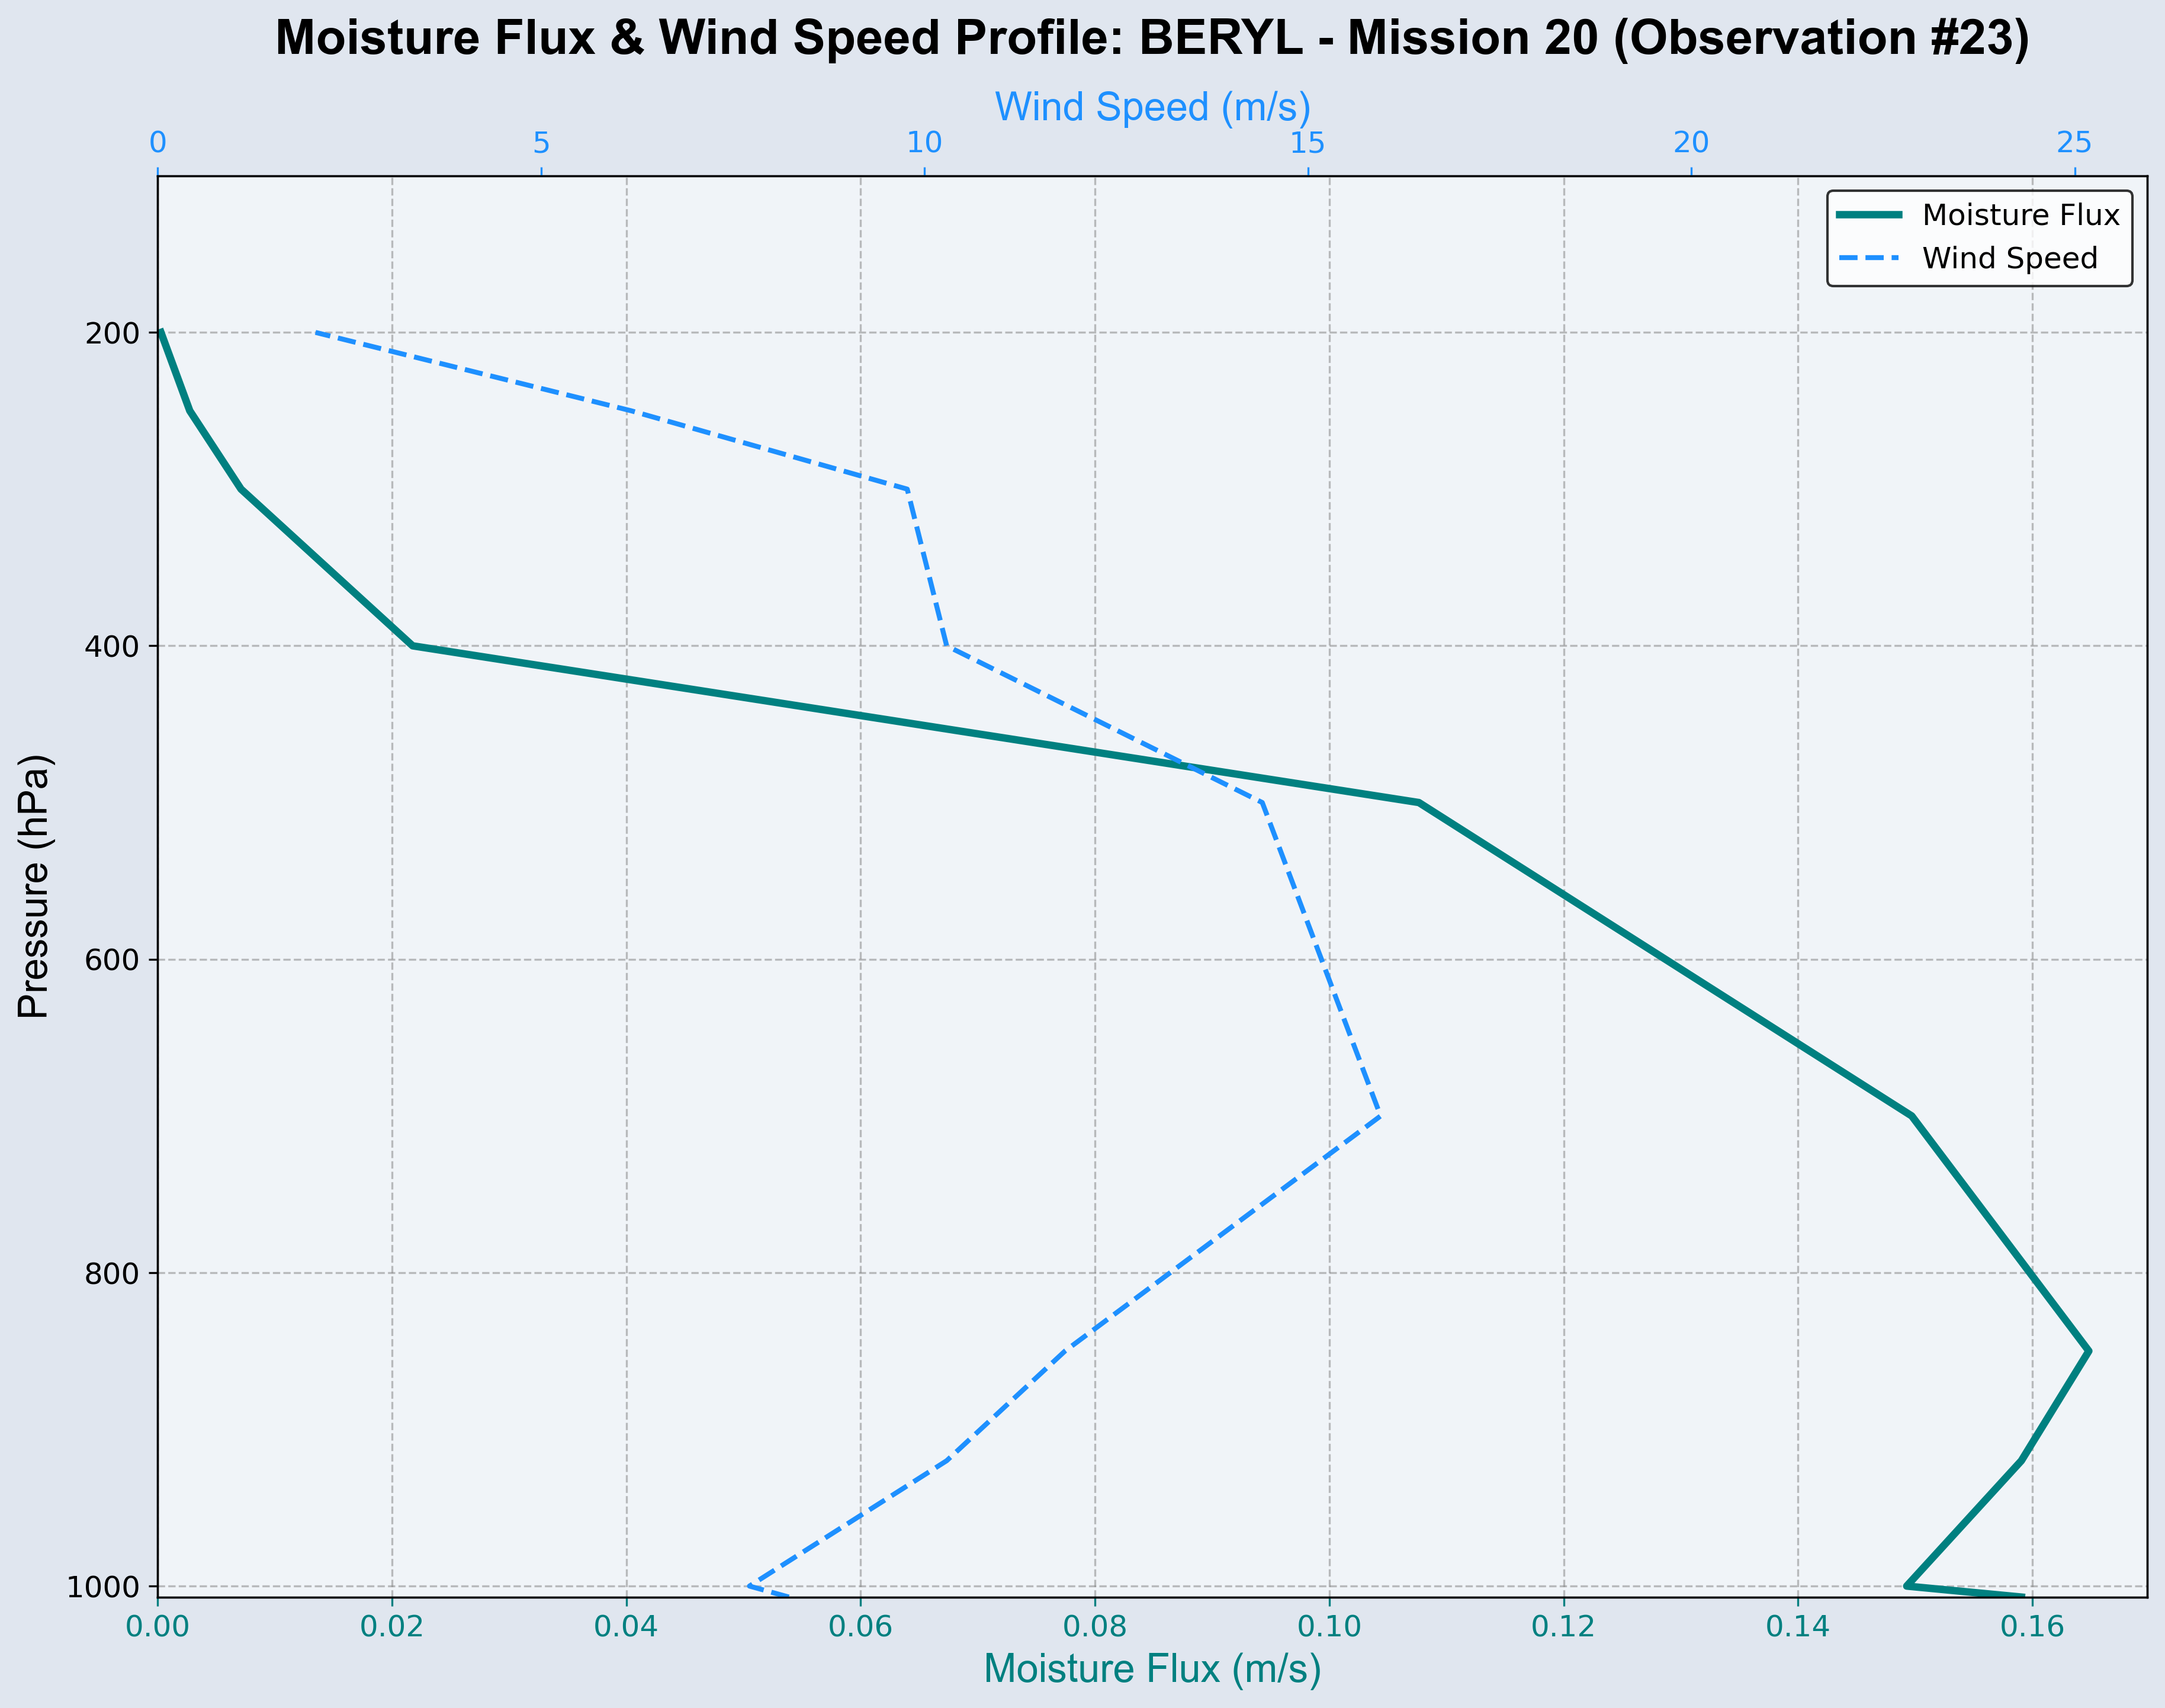 Moisture Flux & Wind Speed Profile: BERYL - Mission 20 (Observation #23)
Wind Speed (m/s)
0 5 10 15 20 25
Moisture Flux
Wind Speed
200
400
600
800
1000
Pressure (hPa)
0.00 0.02 0.04 0.06 0.08 0.10 0.12 0.14 0.16
Moisture Flux (m/s)